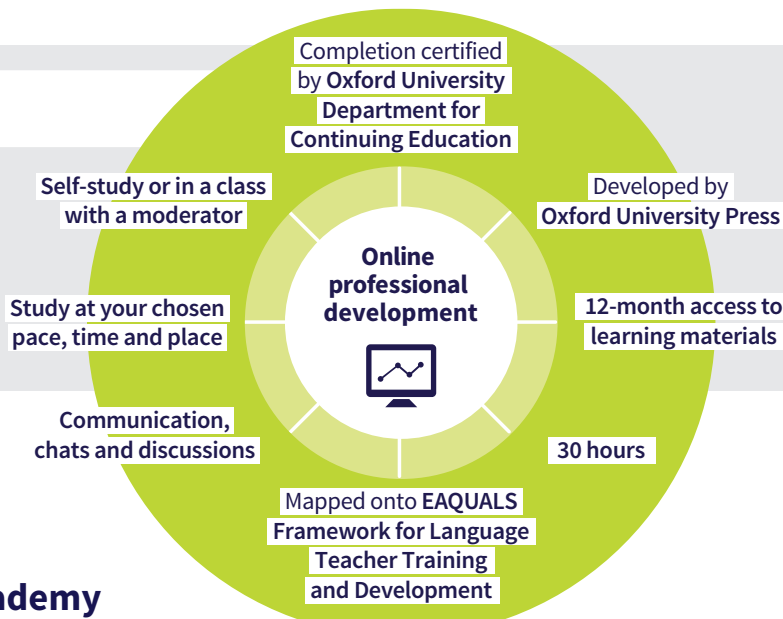 Completion certified
by Oxford University
Department for
Continuing Education
Self-study or in a class
with a moderator
Developed by
Oxford University Press
Online
professional
development
Study at your chosen
pace, time and place
12-month access to
learning materials
Communication,
chats and discussions
30 hours
Mapped onto EAQUALS
Framework for Language
Teacher Training
and Development